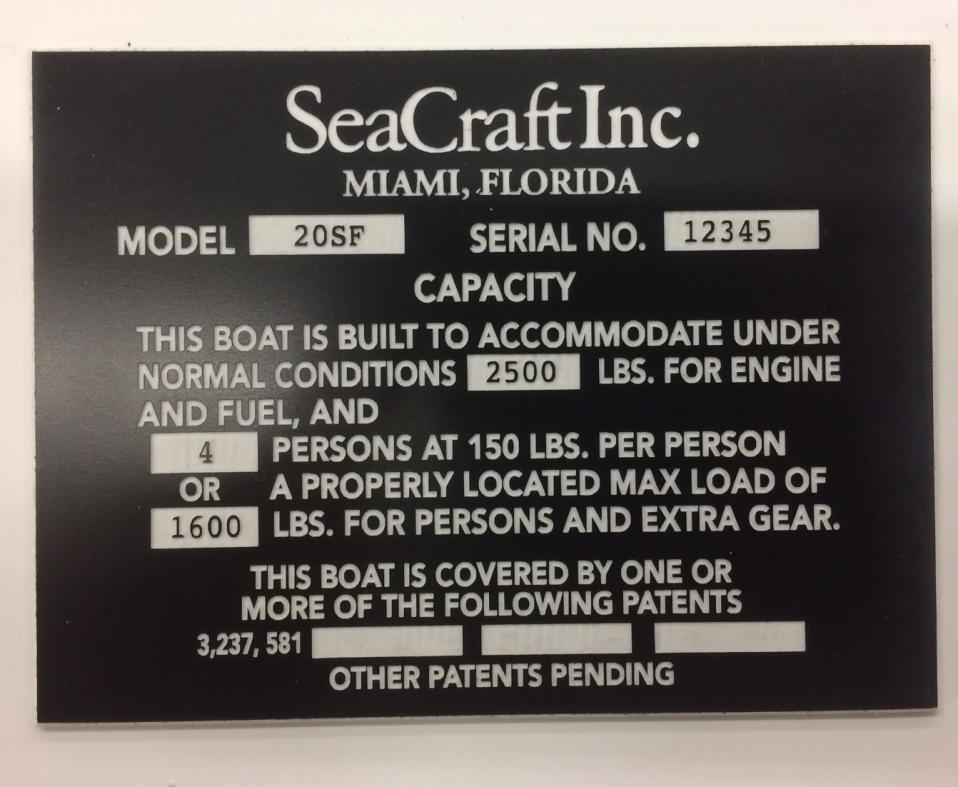 SeaCraft Inc.
MIAMI, FLORIDA
MODEL 20SF SERIAL NO. 12345
CAPACITY
THIS BOAT IS BUILT TO ACCOMMODATE UNDER
NORMAL CONDITIONS 2500 LBS. FOR ENGINE
AND FUEL, AND
4 PERSONS AT 150 LBS. PER PERSON
OR A PROPERLY LOCATED MAX LOAD OF
1600 LBS. FOR PERSONS AND EXTRA GEAR.
THIS BOAT IS COVERED BY ONE OR
MORE OF THE FOLLOWING PATENTS
3,237, 581
OTHER PATENTS PENDING